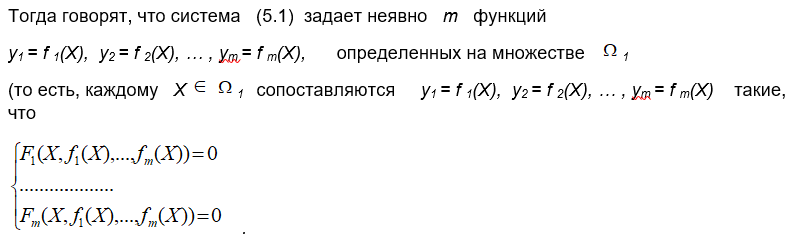 Тогда говорят, что система (5.1) задает неявно m функций
y₁ = f ₁(X), y₂ = f ₂(X), … , yₘ = f ₘ(X), определенных на множестве Ω ₁
(то есть, каждому X ∈ Ω ₁ сопоставляются y₁ = f ₁(X), y₂ = f ₂(X), … , yₘ = f ₘ(X) такие,
что
F₁(X, f₁(X),...,fₘ(X))=0
...................
Fₘ(X, f₁(X),...,fₘ(X))=0
.